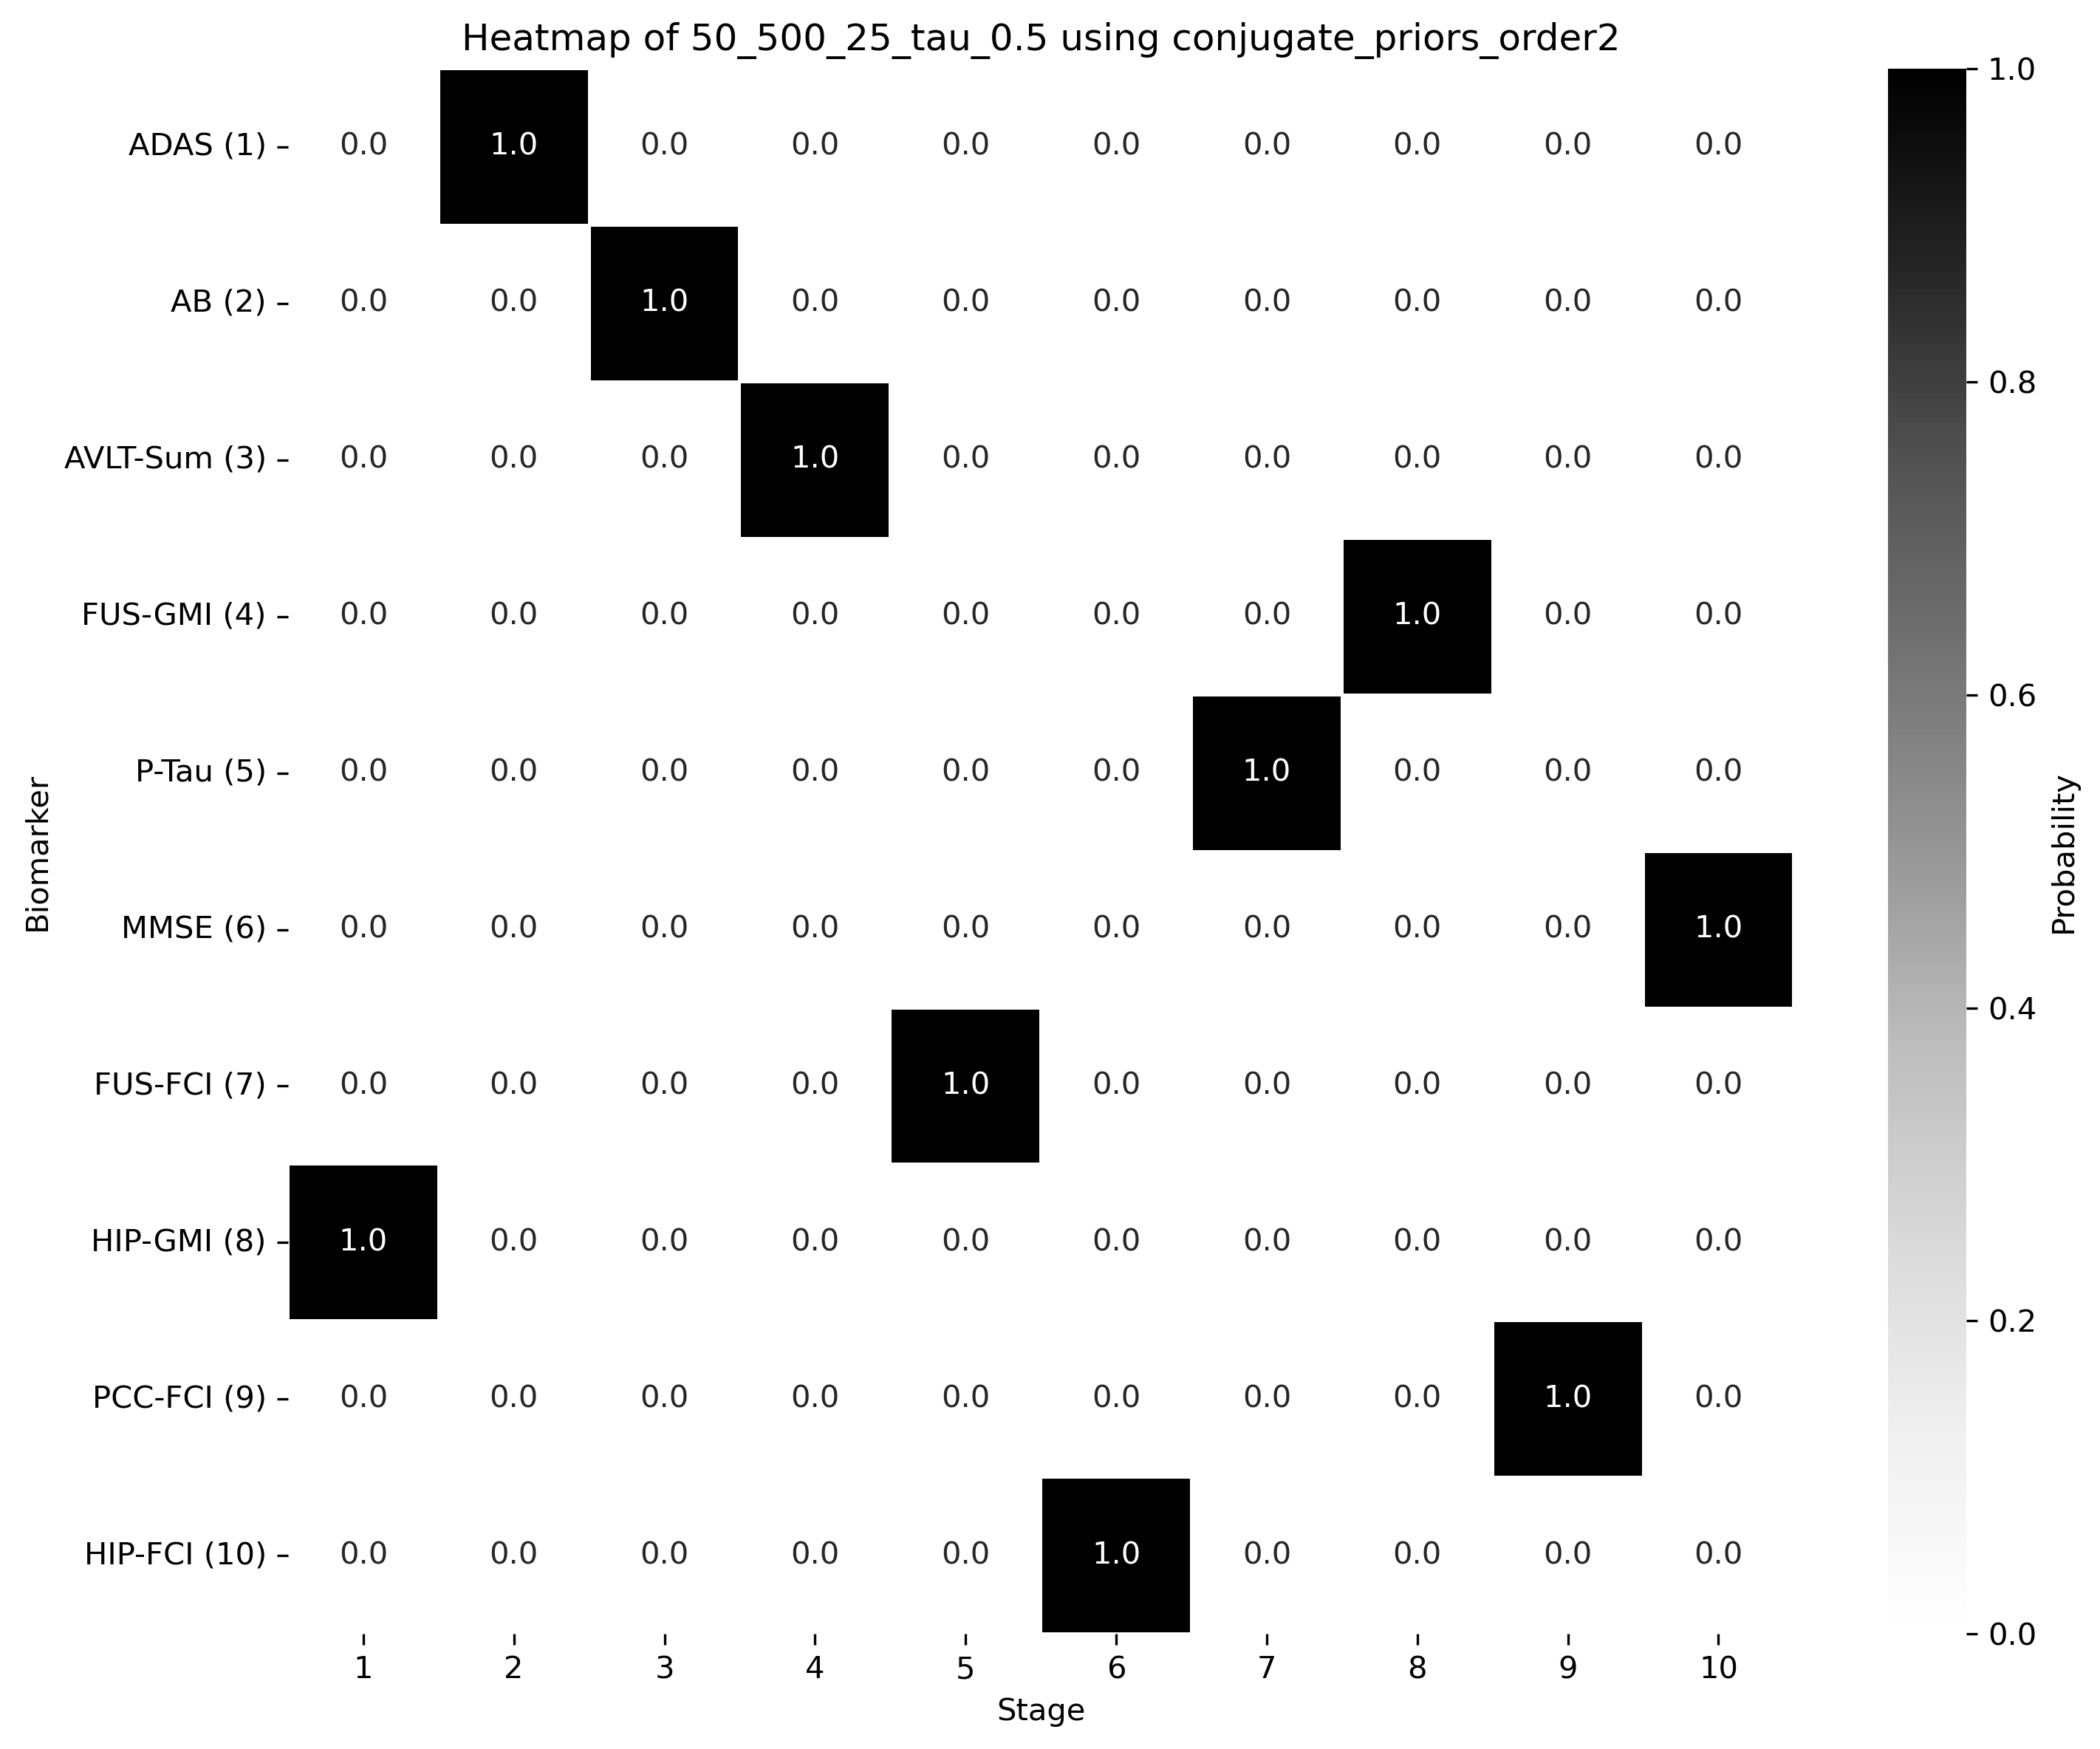 Heatmap of 50_500_25_tau_0.5 using conjugate_priors_order2
Biomarker
ADAS (1) 0.0 1.0 0.0 0.0 0.0 0.0 0.0 0.0 0.0 0.0
AB (2) 0.0 0.0 1.0 0.0 0.0 0.0 0.0 0.0 0.0 0.0
AVLT-Sum (3) 0.0 0.0 0.0 1.0 0.0 0.0 0.0 0.0 0.0 0.0
FUS-GMI (4) 0.0 0.0 0.0 0.0 0.0 0.0 0.0 1.0 0.0 0.0
P-Tau (5) 0.0 0.0 0.0 0.0 0.0 0.0 1.0 0.0 0.0 0.0
MMSE (6) 0.0 0.0 0.0 0.0 0.0 0.0 0.0 0.0 0.0 1.0
FUS-FCI (7) 0.0 0.0 0.0 0.0 1.0 0.0 0.0 0.0 0.0 0.0
HIP-GMI (8) 1.0 0.0 0.0 0.0 0.0 0.0 0.0 0.0 0.0 0.0
PCC-FCI (9) 0.0 0.0 0.0 0.0 0.0 0.0 0.0 0.0 1.0 0.0
HIP-FCI (10) 0.0 0.0 0.0 0.0 0.0 1.0 0.0 0.0 0.0 0.0
1 2 3 4 5 6 7 8 9 10
Stage
1.0
0.8
0.6
0.4
0.2
0.0
Probability